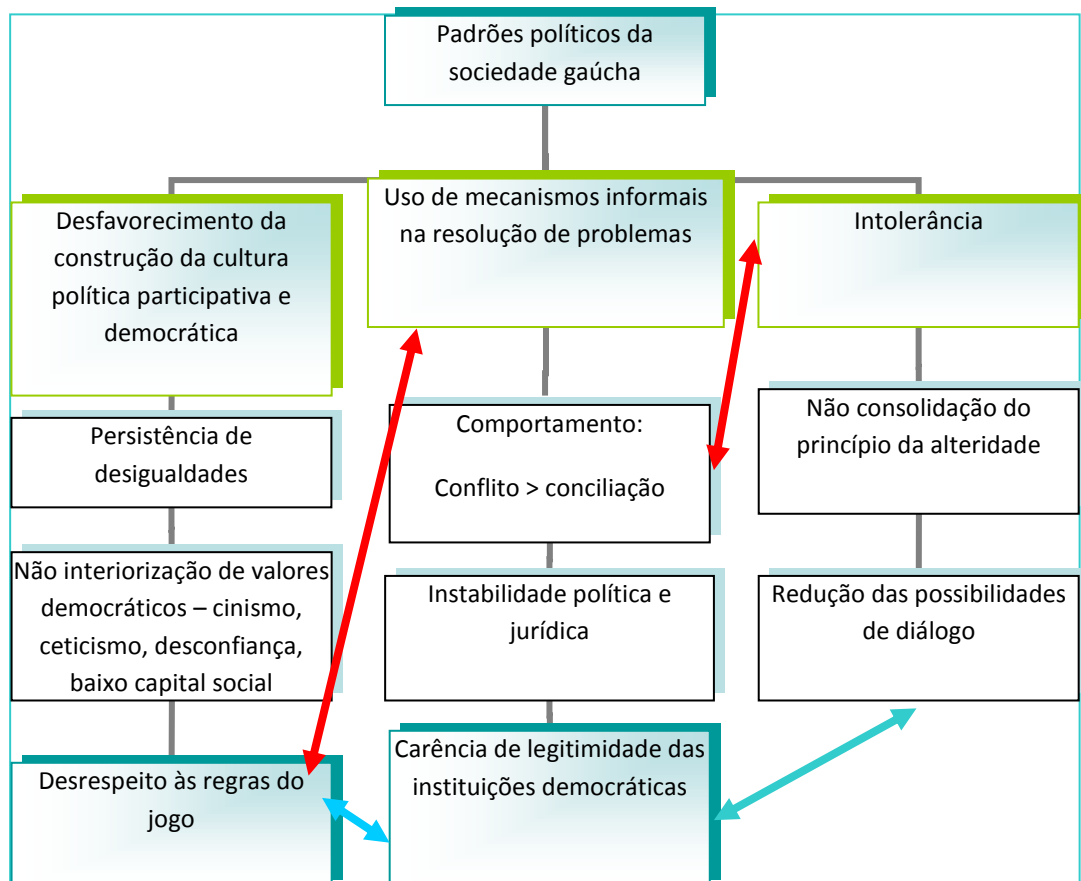 Padrões políticos da
sociedade gaúcha
Desfavorecimento da
construção da cultura
política participativa e
democrática
Uso de mecanismos informais
na resolução de problemas
Intolerância
Persistência de
desigualdades
Comportamento:
Conflito > conciliação
Não consolidação do
princípio da alteridade
Não interiorização de valores
democráticos – cinismo,
ceticismo, desconfiança,
baixo capital social
Instabilidade política e
jurídica
Redução das possibilidades
de diálogo
Desrespeito às regras do
jogo
Carência de legitimidade das
instituições democráticas